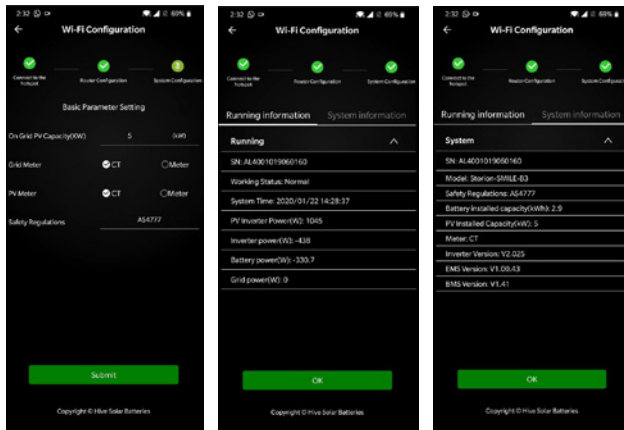 2:32
69%
Wi-Fi Configuration
Connect to the hotspot
Router Configuration
3
System Configuration
Basic Parameter Setting
On Grid PV Capacity(KW) 5 (kW)
Grid Meter CT Meter
PV Meter CT Meter
Safety Regulations AS4777
Submit
Copyright © Hive Solar Batteries
2:32
69%
Wi-Fi Configuration
Connect to the hotspot
Router Configuration
System Configuration
Running information System information
Running
SN: AL4001019060160
Working Status: Normal
System Time: 2020/01/22 14:28:37
PV Inverter Power(W): 1045
Inverter power(W): -438
Battery power(W): -330.7
Grid power(W): 0
OK
Copyright © Hive Solar Batteries
2:32
69%
Wi-Fi Configuration
Connect to the hotspot
Router Configuration
System Configuration
Running information System information
System
SN: AL4001019060160
Model: Storion-SMILE-B3
Safety Regulations: AS4777
Battery installed capacity(kWh): 2.9
PV Installed Capacity(kW): 5
Meter: CT
Inverter Version: V2.025
EMS Version: V1.00.43
BMS Version: V1.41
OK
Copyright © Hive Solar Batteries